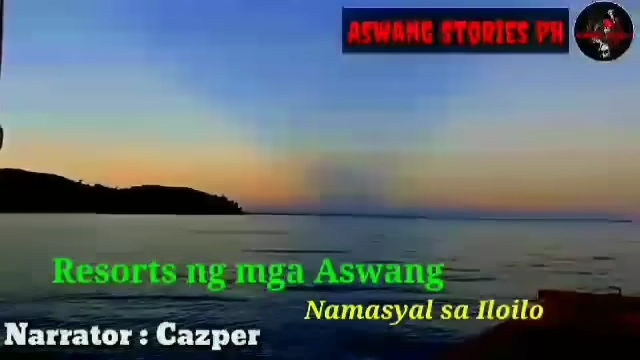 ASWANG STORIES PH
Resorts ng mga Aswang
Namasyal sa Iloilo
Narrator : Cazper